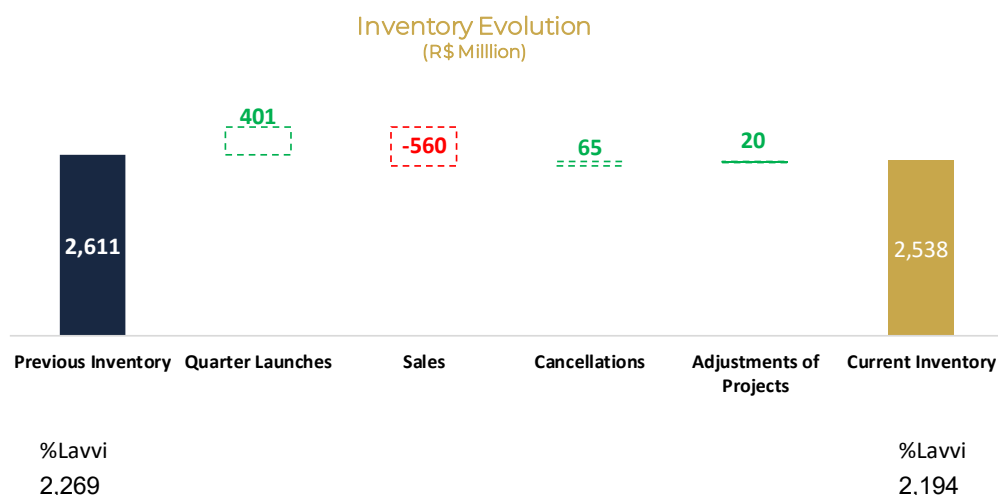 Inventory Evolution
(R$ Milllion)
401
-560
65
20
2,611
2,538
Previous Inventory
Quarter Launches
Sales
Cancellations
Adjustments of
Projects
Current Inventory
%Lavvi
2,269
%Lavvi
2,194